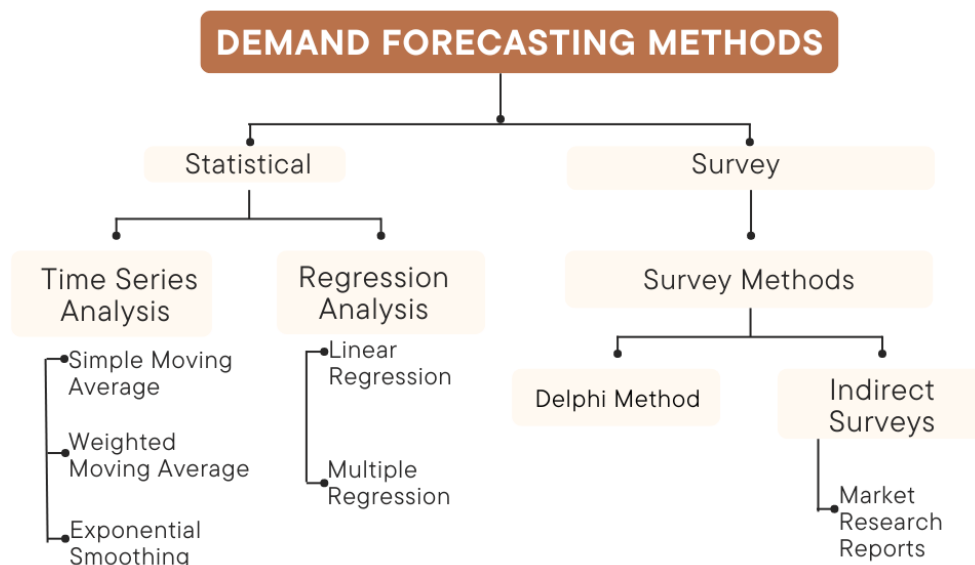 DEMAND FORECASTING METHODS
Statistical
Survey
Time Series
Analysis
Regression
Analysis
Survey Methods
Simple Moving
Average
Weighted
Moving Average
Exponential
Smoothing
Linear
Regression
Multiple
Regression
Delphi Method
Indirect
Surveys
Market
Research
Reports